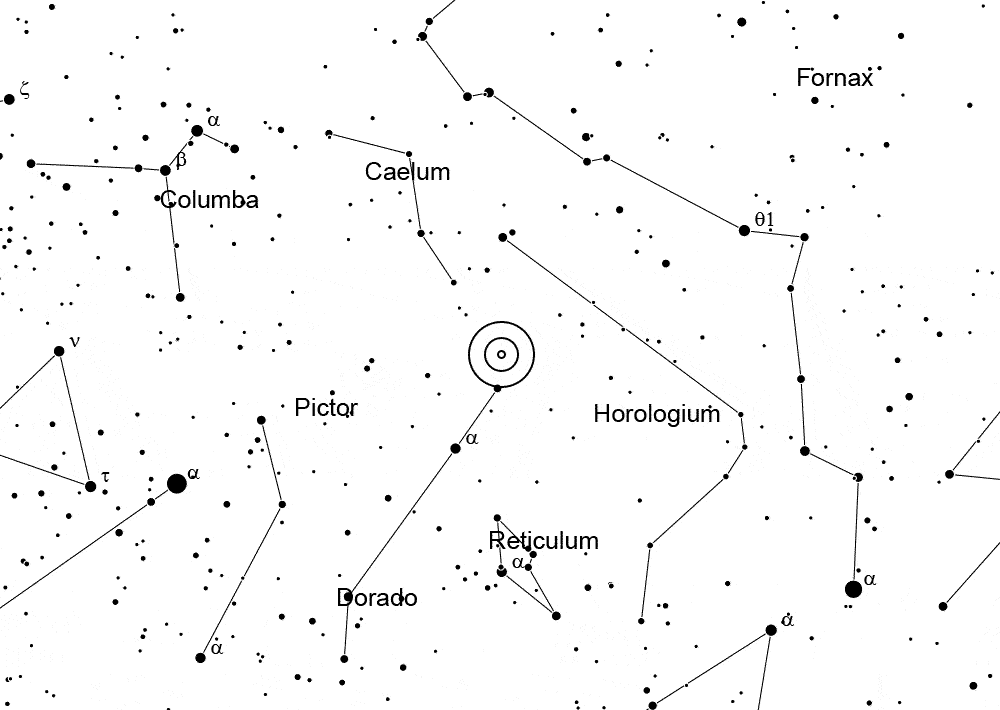 Fornax
ζ
α
β
Caelum
Columba
θ1
ν
Pictor
Horologium
α
τ
α
Reticulum
α
Dorado
α
α
α